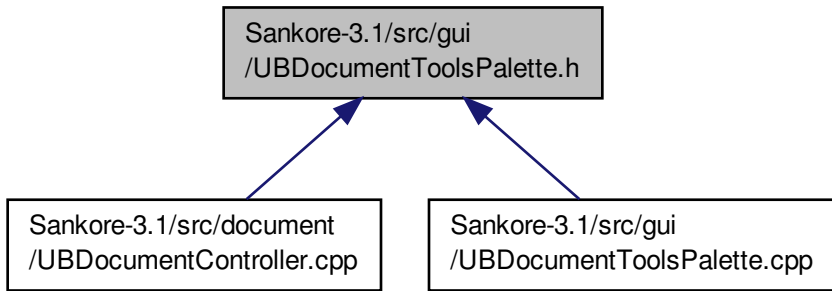 Sankore-3.1/src/gui
/UBDocumentToolsPalette.h
Sankore-3.1/src/document
/UBDocumentController.cpp
Sankore-3.1/src/gui
/UBDocumentToolsPalette.cpp